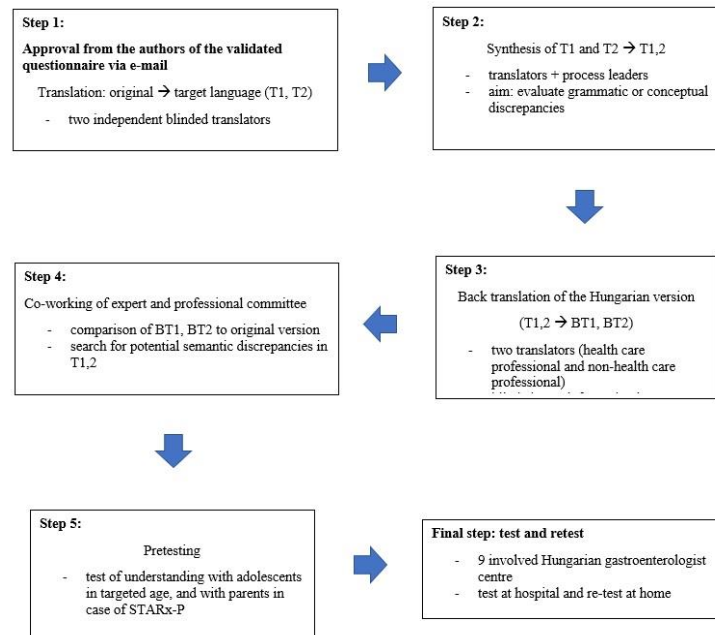 Step 1:
Approval from the authors of the validated
questionnaire via e-mail
Translation: original → target language (T1, T2)
- two independent blinded translators
Step 2:
Synthesis of T1 and T2 → T1,2
- translators + process leaders
- aim: evaluate grammatic or conceptual
discrepancies
Step 3:
Back translation of the Hungarian version
(T1,2 → BT1, BT2)
- two translators (health care
professional and non-health care
professional)
Step 4:
Co-working of expert and professional committee
- comparison of BT1, BT2 to original version
- search for potential semantic discrepancies in
T1,2
Step 5:
Pretesting
- test of understanding with adolescents
in targeted age, and with parents in
case of STARx-P
Final step: test and retest
- 9 involved Hungarian gastroenterologist
centre
- test at hospital and re-test at home